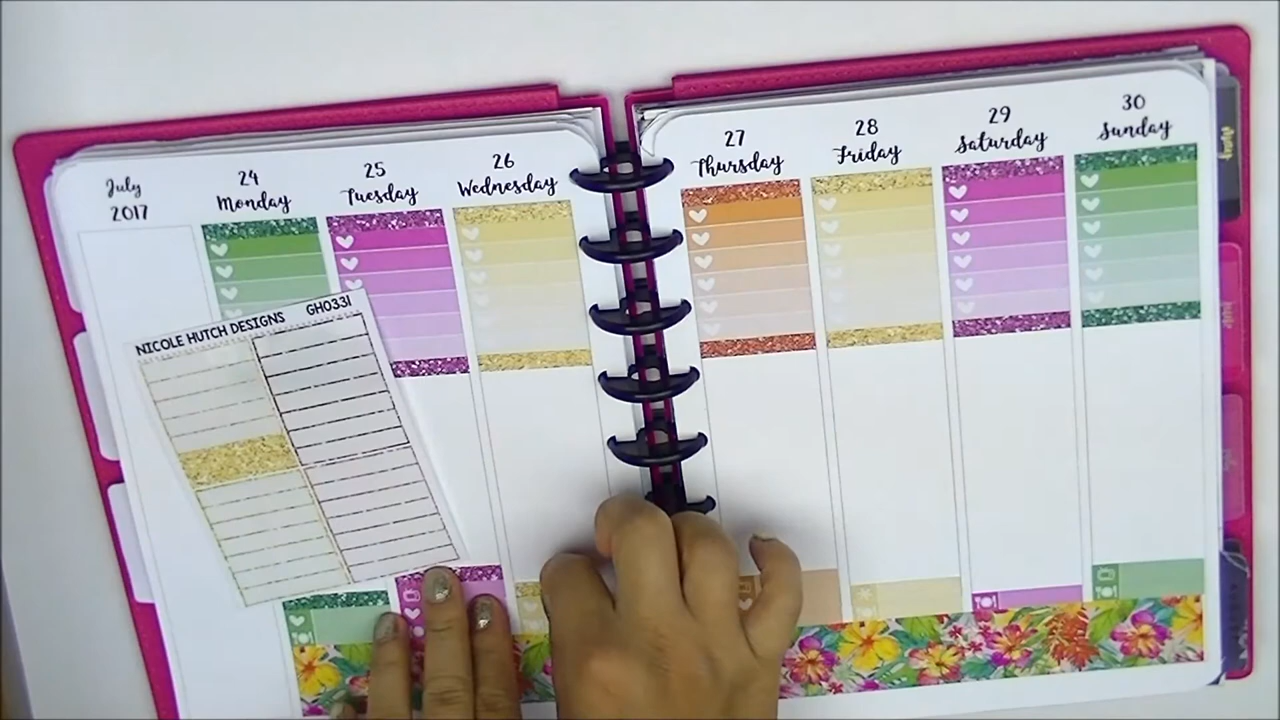 July
2017
24
Monday
25
Tuesday
26
Wednesday
27
Thursday
28
Friday
29
Saturday
30
Sunday
NICOLE HUTCH DESIGNS GH0331